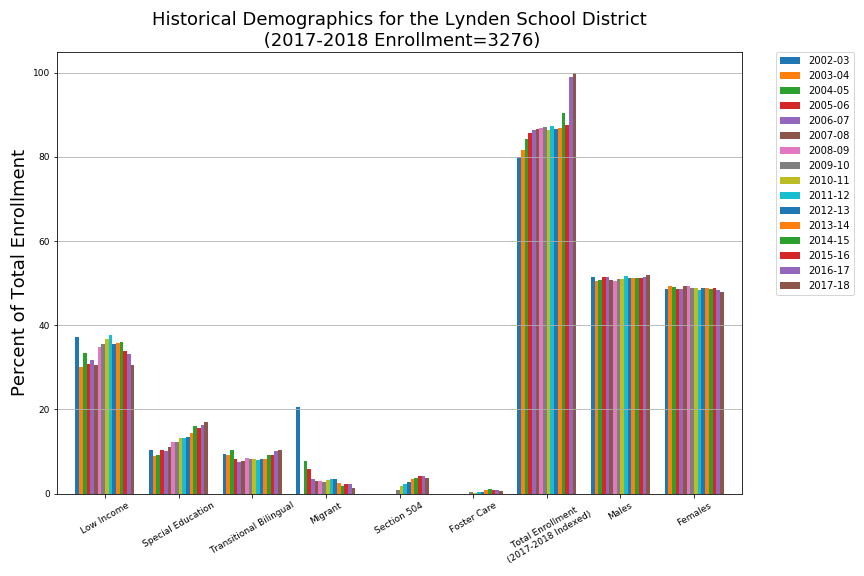 Historical Demographics for the Lynden School District
(2017-2018 Enrollment=3276)
Percent of Total Enrollment
100
80
60
40
20
0
Low Income
Special Education
Transitional Bilingual
Migrant
Section 504
Foster Care
Total Enrollment
(2017-2018 Indexed)
Males
Females
2002-03
2003-04
2004-05
2005-06
2006-07
2007-08
2008-09
2009-10
2010-11
2011-12
2012-13
2013-14
2014-15
2015-16
2016-17
2017-18